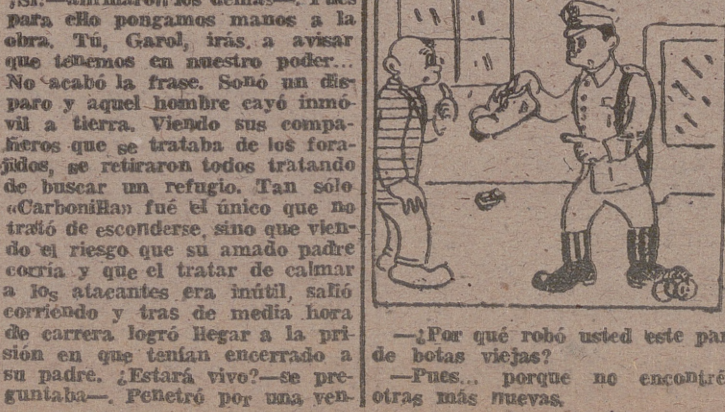 ¡Sí!—animaron los demás—. Pues
para ello pongamos manos a la
obra. Tú, Garol, irás a avisar
que tenemos en nuestro poder...
No acabó la frase. Sonó un dis-
paro y aquel hombre cayó inmó-
vil a tierra. Viendo sus compa-
ñeros que se trataba de los fora-
jidos, se retiraron todos tratando
de buscar un refugio. Tan sólo
«Carbonilla» fué el único que no
trató de esconderse, sino que vien-
do el riesgo que su amado padre
corría y que el tratar de calmar
a los atacantes era inútil, salió
corriendo y tras de media hora
de carrera logró llegar a la pri-
sión en que tenían encerrado a
su padre. ¿Estará vivo?—se pre-
guntaba—. Penetró por una ven-
—¿Por qué robó usted este par
de botas viejas?
—Pues... porque no encontré
otras más nuevas.